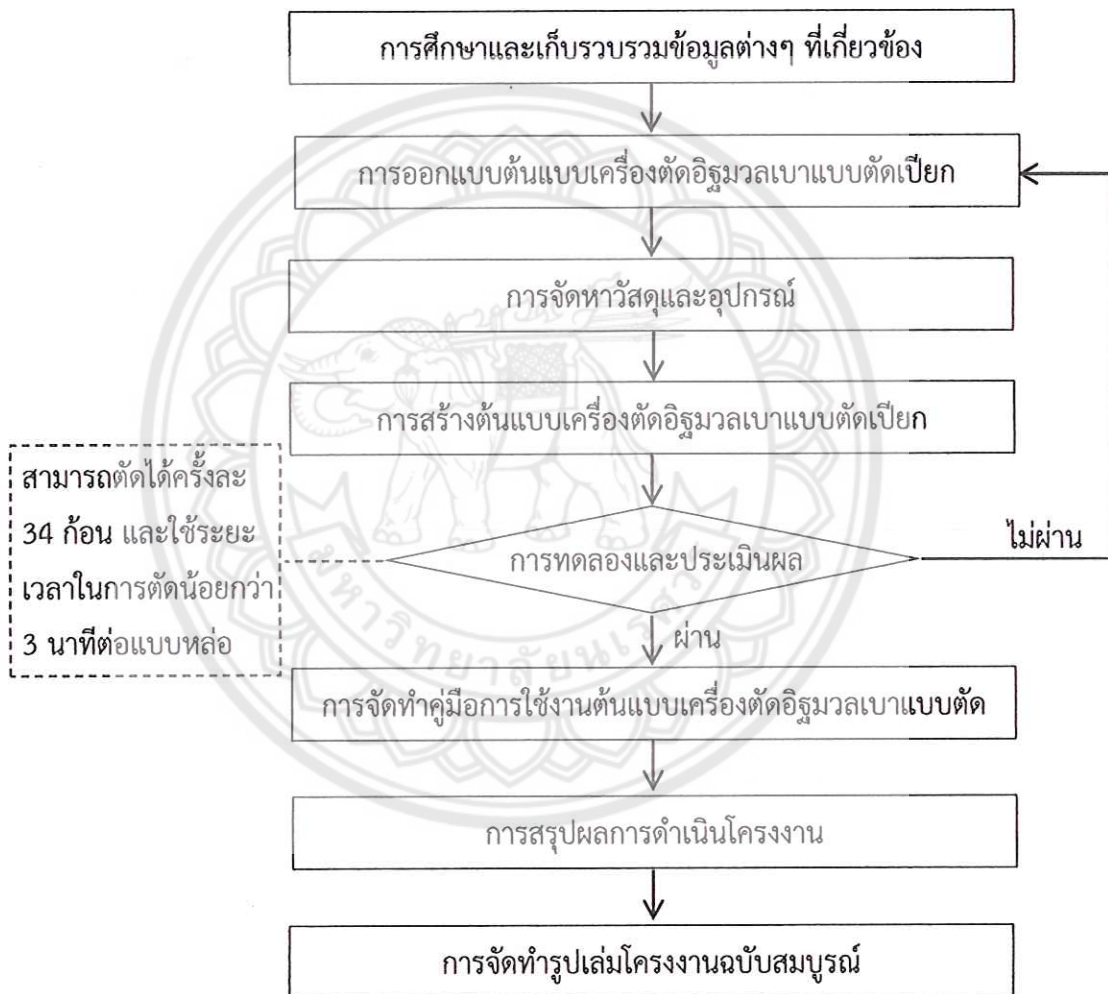 การศึกษาและเก็บรวบรวมข้อมูลต่างๆ ที่เกี่ยวข้อง
การออกแบบต้นแบบเครื่องตัดอิฐมวลเบาแบบตัดเปียก
การจัดหาวัสดุและอุปกรณ์
การสร้างต้นแบบเครื่องตัดอิฐมวลเบาแบบตัดเปียก
สามารถตัดได้ครั้งละ
34 ก้อน และใช้ระยะ
เวลาในการตัดน้อยกว่า
3 นาทีต่อแบบหล่อ
การทดลองและประเมินผล
ไม่ผ่าน
ผ่าน
มหาวิทยาลัยนเรศวร
การจัดทำคู่มือการใช้งานต้นแบบเครื่องตัดอิฐมวลเบาแบบตัด
การสรุปผลการดำเนินโครงงาน
การจัดทำรูปเล่มโครงงานฉบับสมบูรณ์